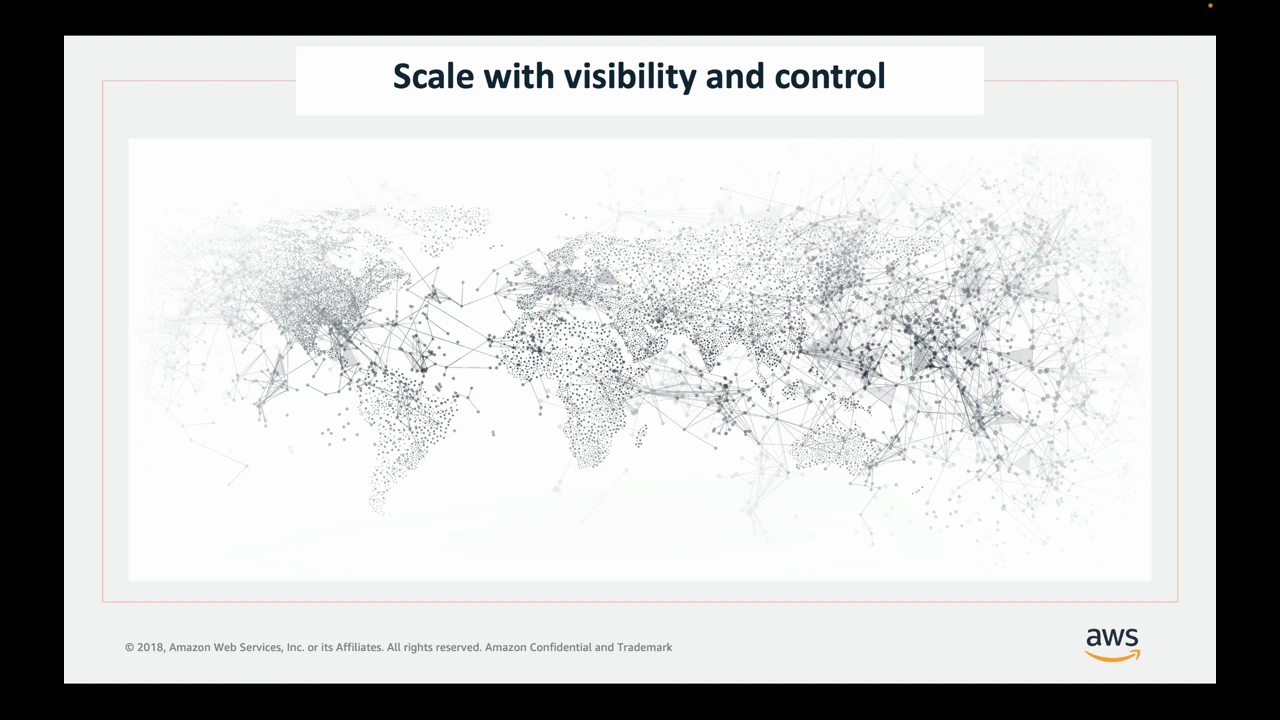 Scale with visibility and control
© 2018, Amazon Web Services, Inc. or its Affiliates. All rights reserved. Amazon Confidential and Trademark
aws